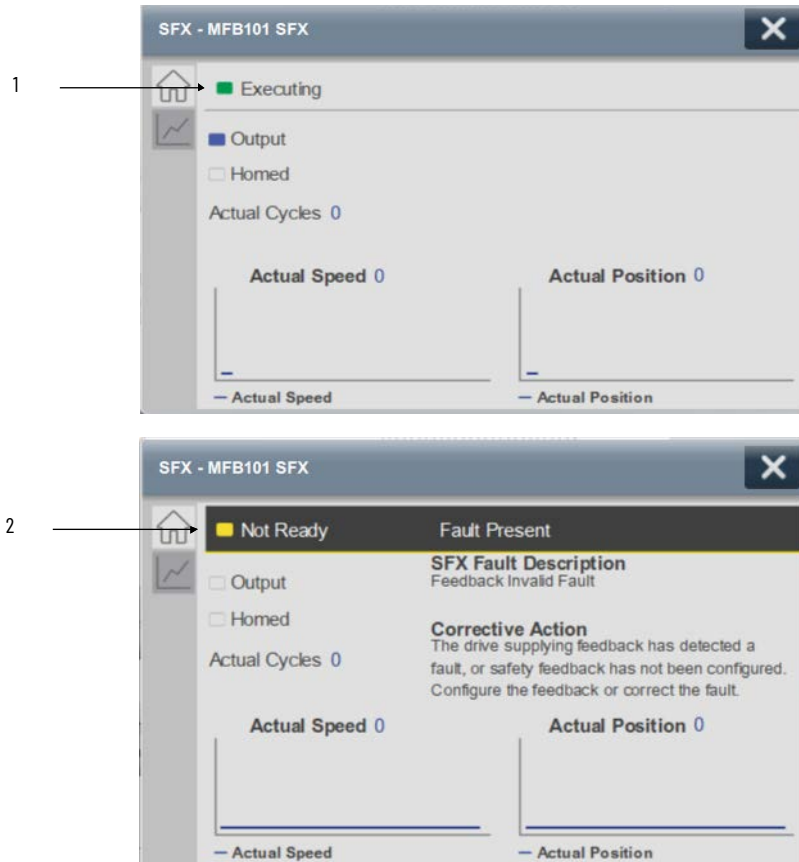 SFX - MFB101 SFX
1
Executing
Output
Homed
Actual Cycles 0
Actual Speed 0
Actual Position 0
Actual Speed
Actual Position
SFX - MFB101 SFX
2
Not Ready
Fault Present
Output
SFX Fault Description
Feedback Invalid Fault
Homed
Actual Cycles 0
Corrective Action
The drive supplying feedback has detected a
fault, or safety feedback has not been configured.
Configure the feedback or correct the fault.
Actual Speed 0
Actual Position 0
Actual Speed
Actual Position